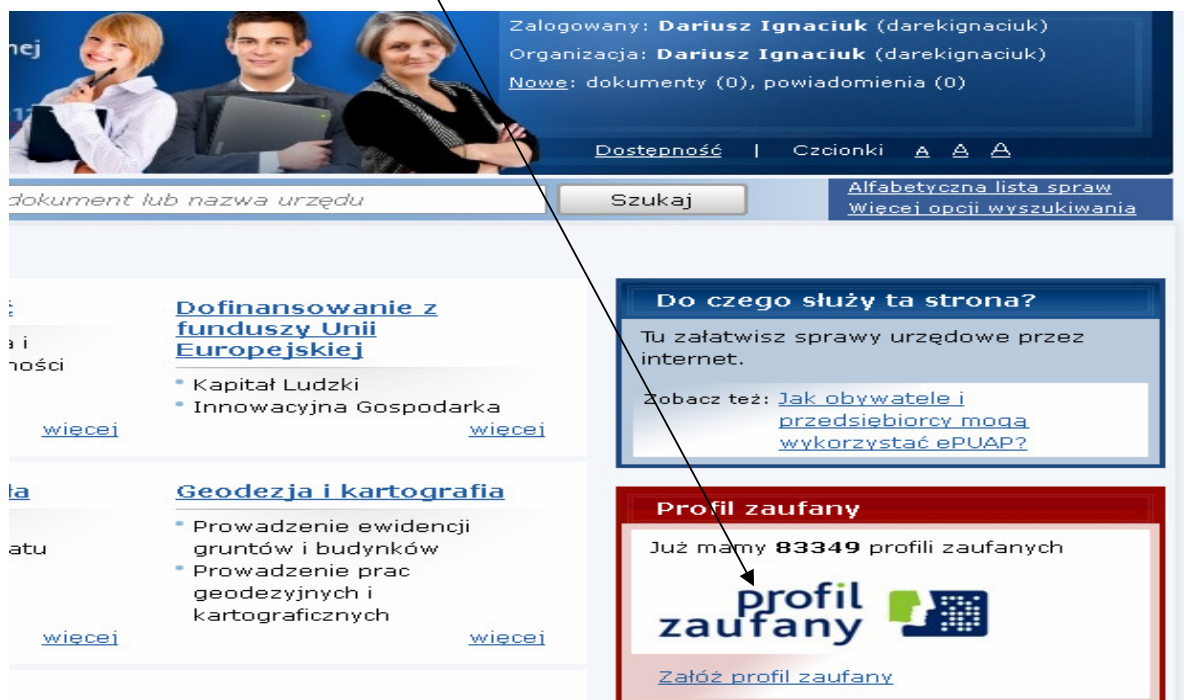 nej
Zalogowany: Dariusz Ignaciuk (darekignaciuk)
Organizacja: Dariusz Ignaciuk (darekignaciuk)
Nowe: dokumenty (0), powiadomienia (0)
Dostępność | Czcionki A A A
dokument lub nazwa urzędu
Szukaj
Alfabetyczna lista spraw
Więcej opcji wyszukiwania
i
ności
więcej
Dofinansowanie z
funduszy Unii
Europejskiej
Kapitał Ludzki
Innowacyjna Gospodarka
więcej
atu
więcej
Geodezja i kartografia
Prowadzenie ewidencji
gruntów i budynków
Prowadzenie prac
geodezyjnych i
kartograficznych
więcej
Do czego służy ta strona?
Tu załatwisz sprawy urzędowe przez
internet.
Zobacz też: Jak obywatele i
przedsiębiorcy mogą
wykorzystać ePUAP?
Profil zaufany
Już mamy 83349 profili zaufanych
profil
zaufany
Załóż profil zaufany